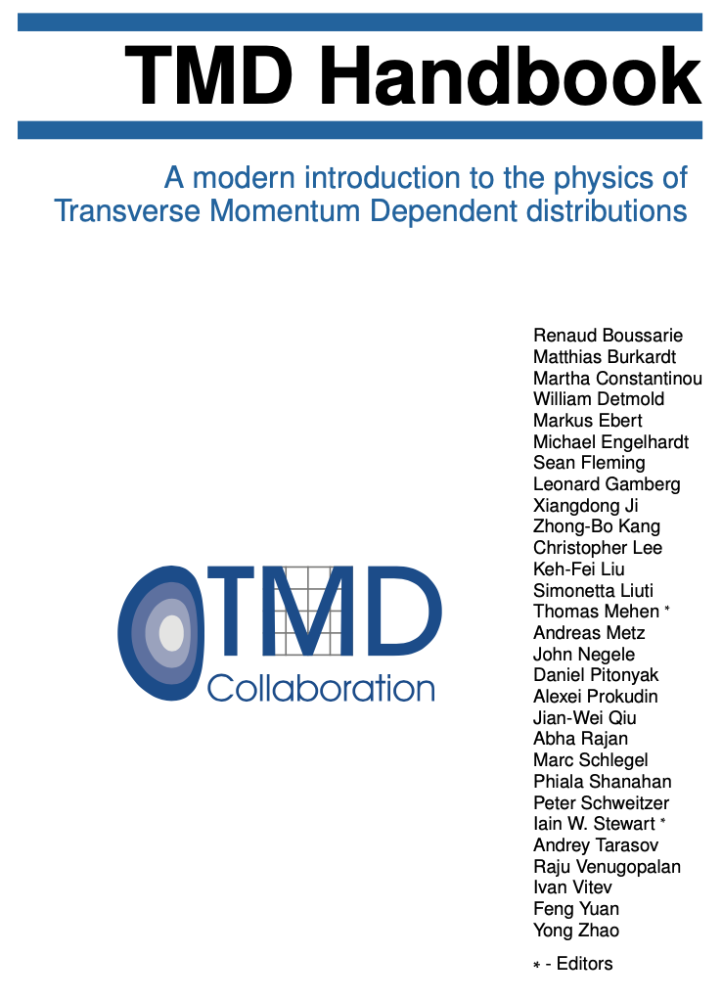 TMD Handbook
A modern introduction to the physics of
Transverse Momentum Dependent distributions
Renaud Boussarie
Matthias Burkardt
Martha Constantinou
William Detmold
Markus Ebert
Michael Engelhardt
Sean Fleming
Leonard Gamberg
Xiangdong Ji
Zhong-Bo Kang
Christopher Lee
Keh-Fei Liu
Simonetta Liuti
Thomas Mehen *
Andreas Metz
John Negele
Daniel Pitonyak
Alexei Prokudin
Jian-Wei Qiu
Abha Rajan
Marc Schlegel
Phiala Shanahan
Peter Schweitzer
Iain W. Stewart *
Andrey Tarasov
Raju Venugopalan
Ivan Vitev
Feng Yuan
Yong Zhao
* - Editors
TMD
Collaboration